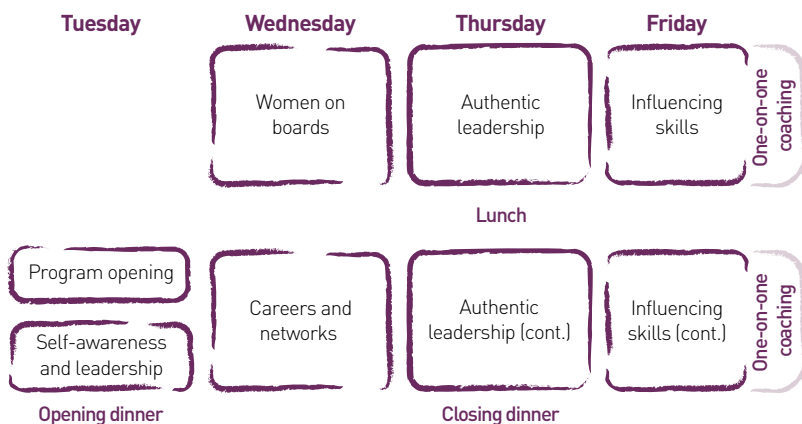 Tuesday
Wednesday
Thursday
Friday
Women on
boards
Authentic
leadership
Influencing
skills
One-on-one
coaching
Lunch
Program opening
Self-awareness
and leadership
Careers and
networks
Authentic
leadership (cont.)
Influencing
skills (cont.)
One-on-one
coaching
Opening dinner
Closing dinner